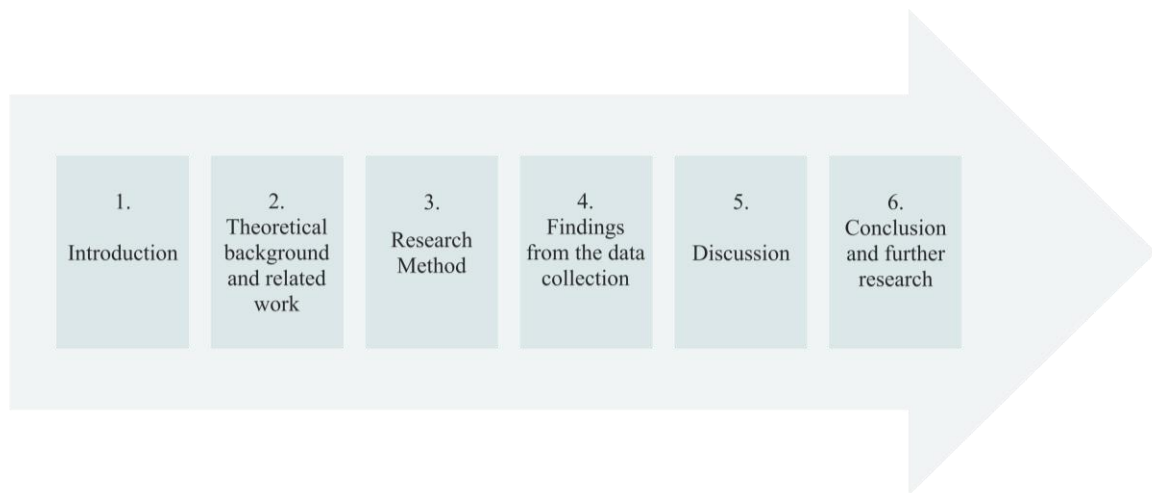 1.
Introduction
2.
Theoretical
background
and related
work
3.
Research
Method
4.
Findings
from the data
collection
5.
Discussion
6.
Conclusion
and further
research